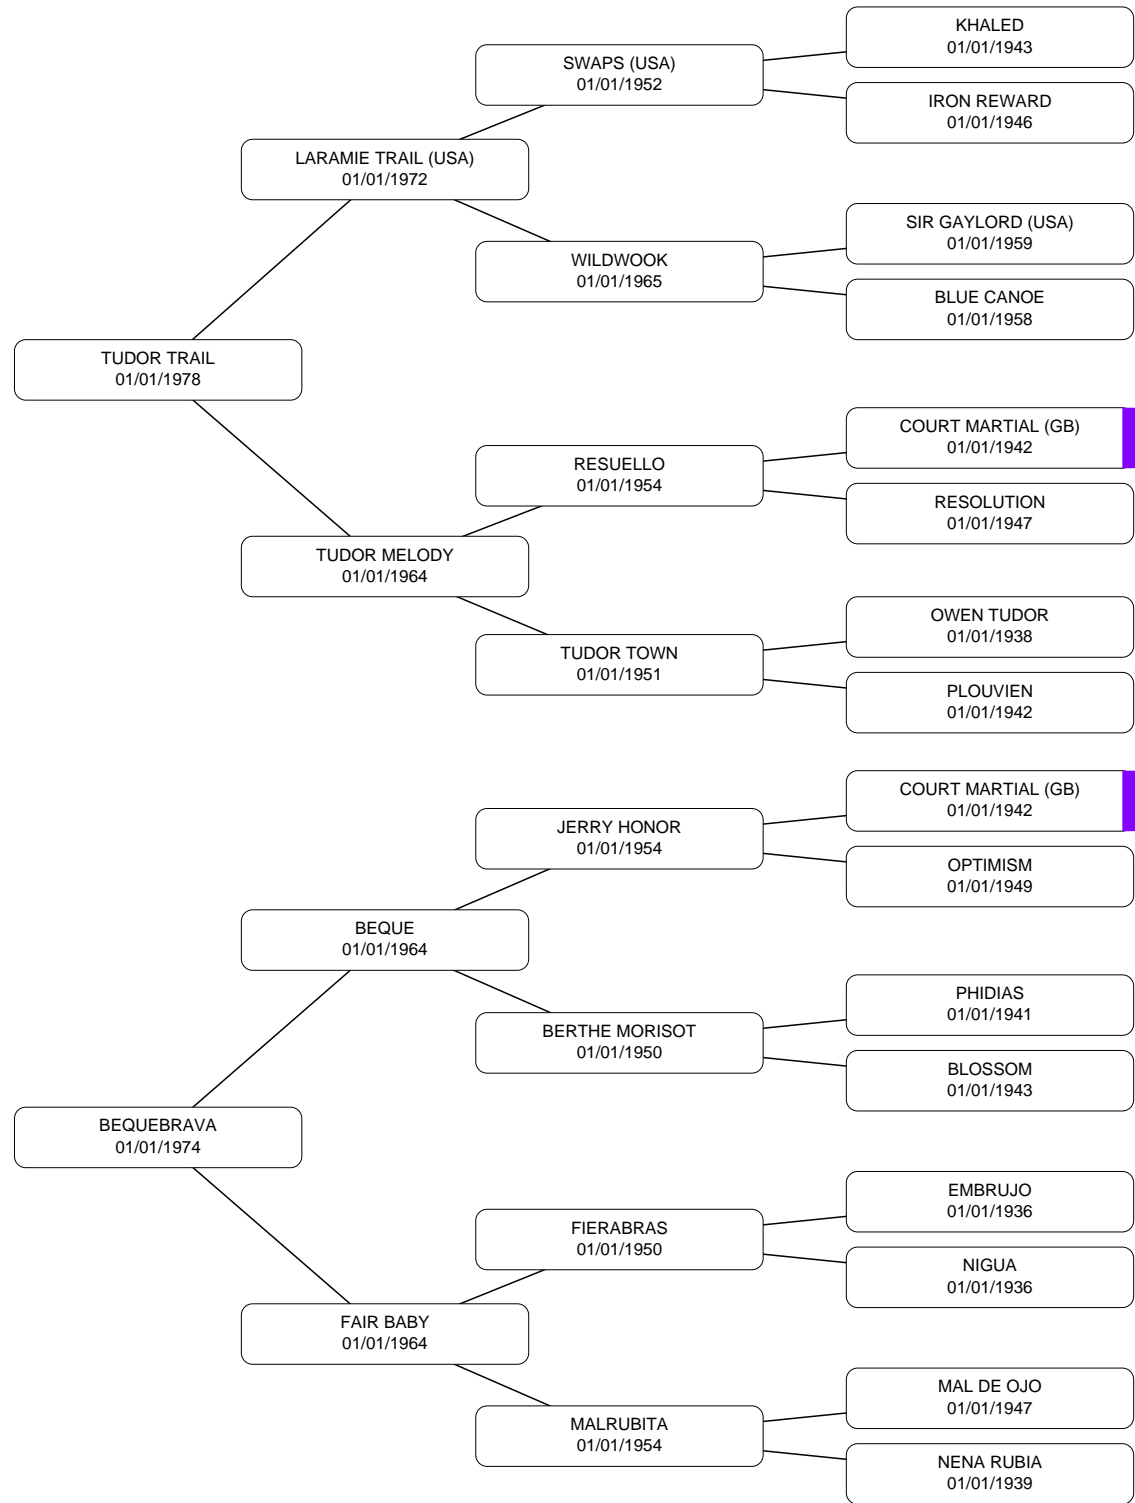 KHALED
01/01/1943
SWAPS (USA)
01/01/1952
IRON REWARD
01/01/1946
LARAMIE TRAIL (USA)
01/01/1972
SIR GAYLORD (USA)
01/01/1959
WILDWOOK
01/01/1965
BLUE CANOE
01/01/1958
TUDOR TRAIL
01/01/1978
COURT MARTIAL (GB)
01/01/1942
RESUELLO
01/01/1954
RESOLUTION
01/01/1947
TUDOR MELODY
01/01/1964
OWEN TUDOR
01/01/1938
TUDOR TOWN
01/01/1951
PLOUVIEN
01/01/1942
COURT MARTIAL (GB)
01/01/1942
JERRY HONOR
01/01/1954
OPTIMISM
01/01/1949
BEQUE
01/01/1964
PHIDIAS
01/01/1941
BERTHE MORISOT
01/01/1950
BLOSSOM
01/01/1943
BEQUEBRAVA
01/01/1974
EMBRUJO
01/01/1936
FIERABRAS
01/01/1950
NIGUA
01/01/1936
FAIR BABY
01/01/1964
MAL DE OJO
01/01/1947
MALRUBITA
01/01/1954
NENA RUBIA
01/01/1939